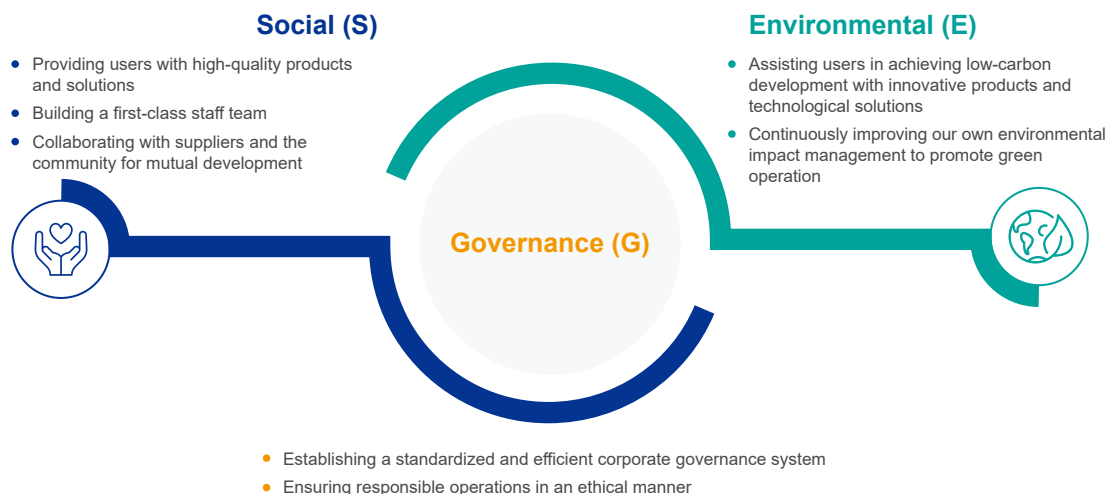 Social (S)
Providing users with high-quality products
and solutions
Building a first-class staff team
Collaborating with suppliers and the
community for mutual development
Environmental (E)
Assisting users in achieving low-carbon
development with innovative products and
technological solutions
Continuously improving our own environmental
impact management to promote green
operation
Governance (G)
Establishing a standardized and efficient corporate governance system
Ensuring responsible operations in an ethical manner